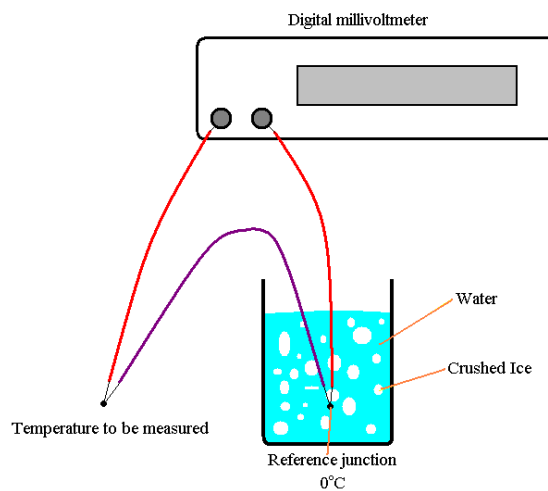 Digital millivoltmeter
Water
Crushed Ice
Temperature to be measured
Reference junction
0°C